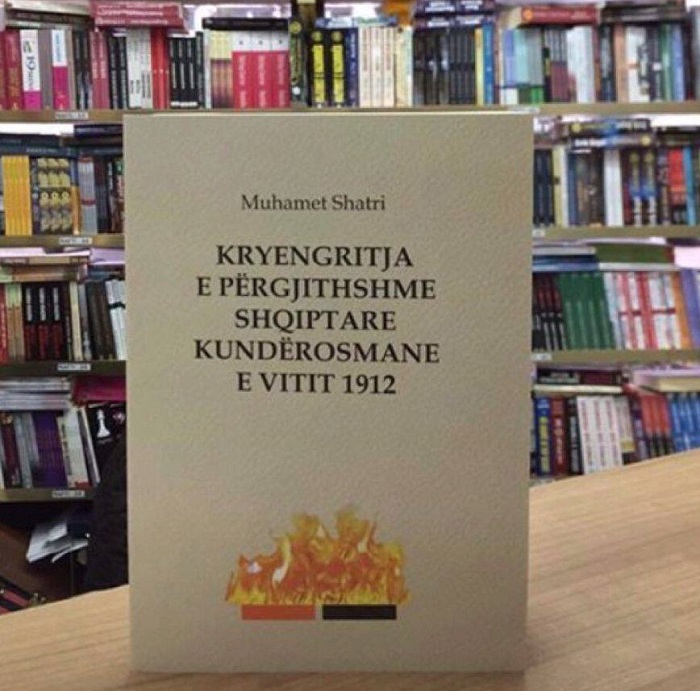 Muhamet Shatri
KRYENGRITJA
E PËRGJITHSHME
SHQIPTARE
KUNDËROSMANE
E VITIT 1912